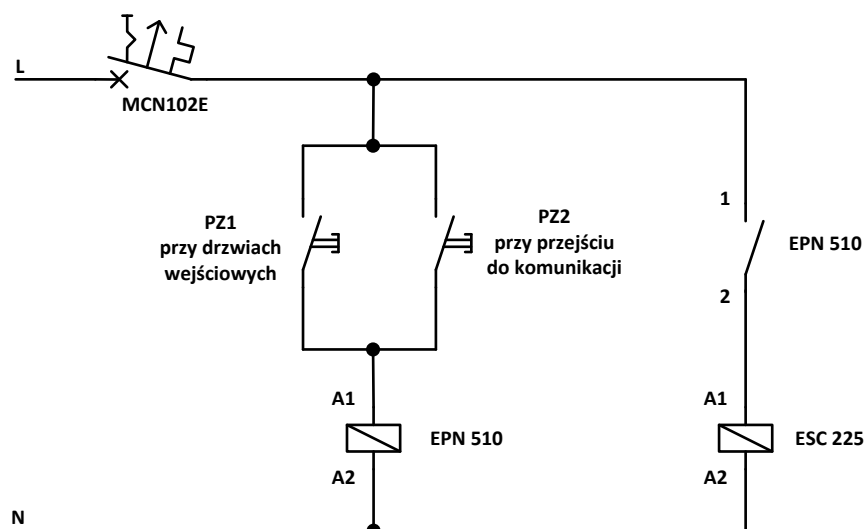 L
MCN102E
PZ1
przy drzwiach
wejściowych
PZ2
przy przejściu
do komunikacji
1
EPN 510
2
A1
EPN 510
A2
A1
ESC 225
A2
N